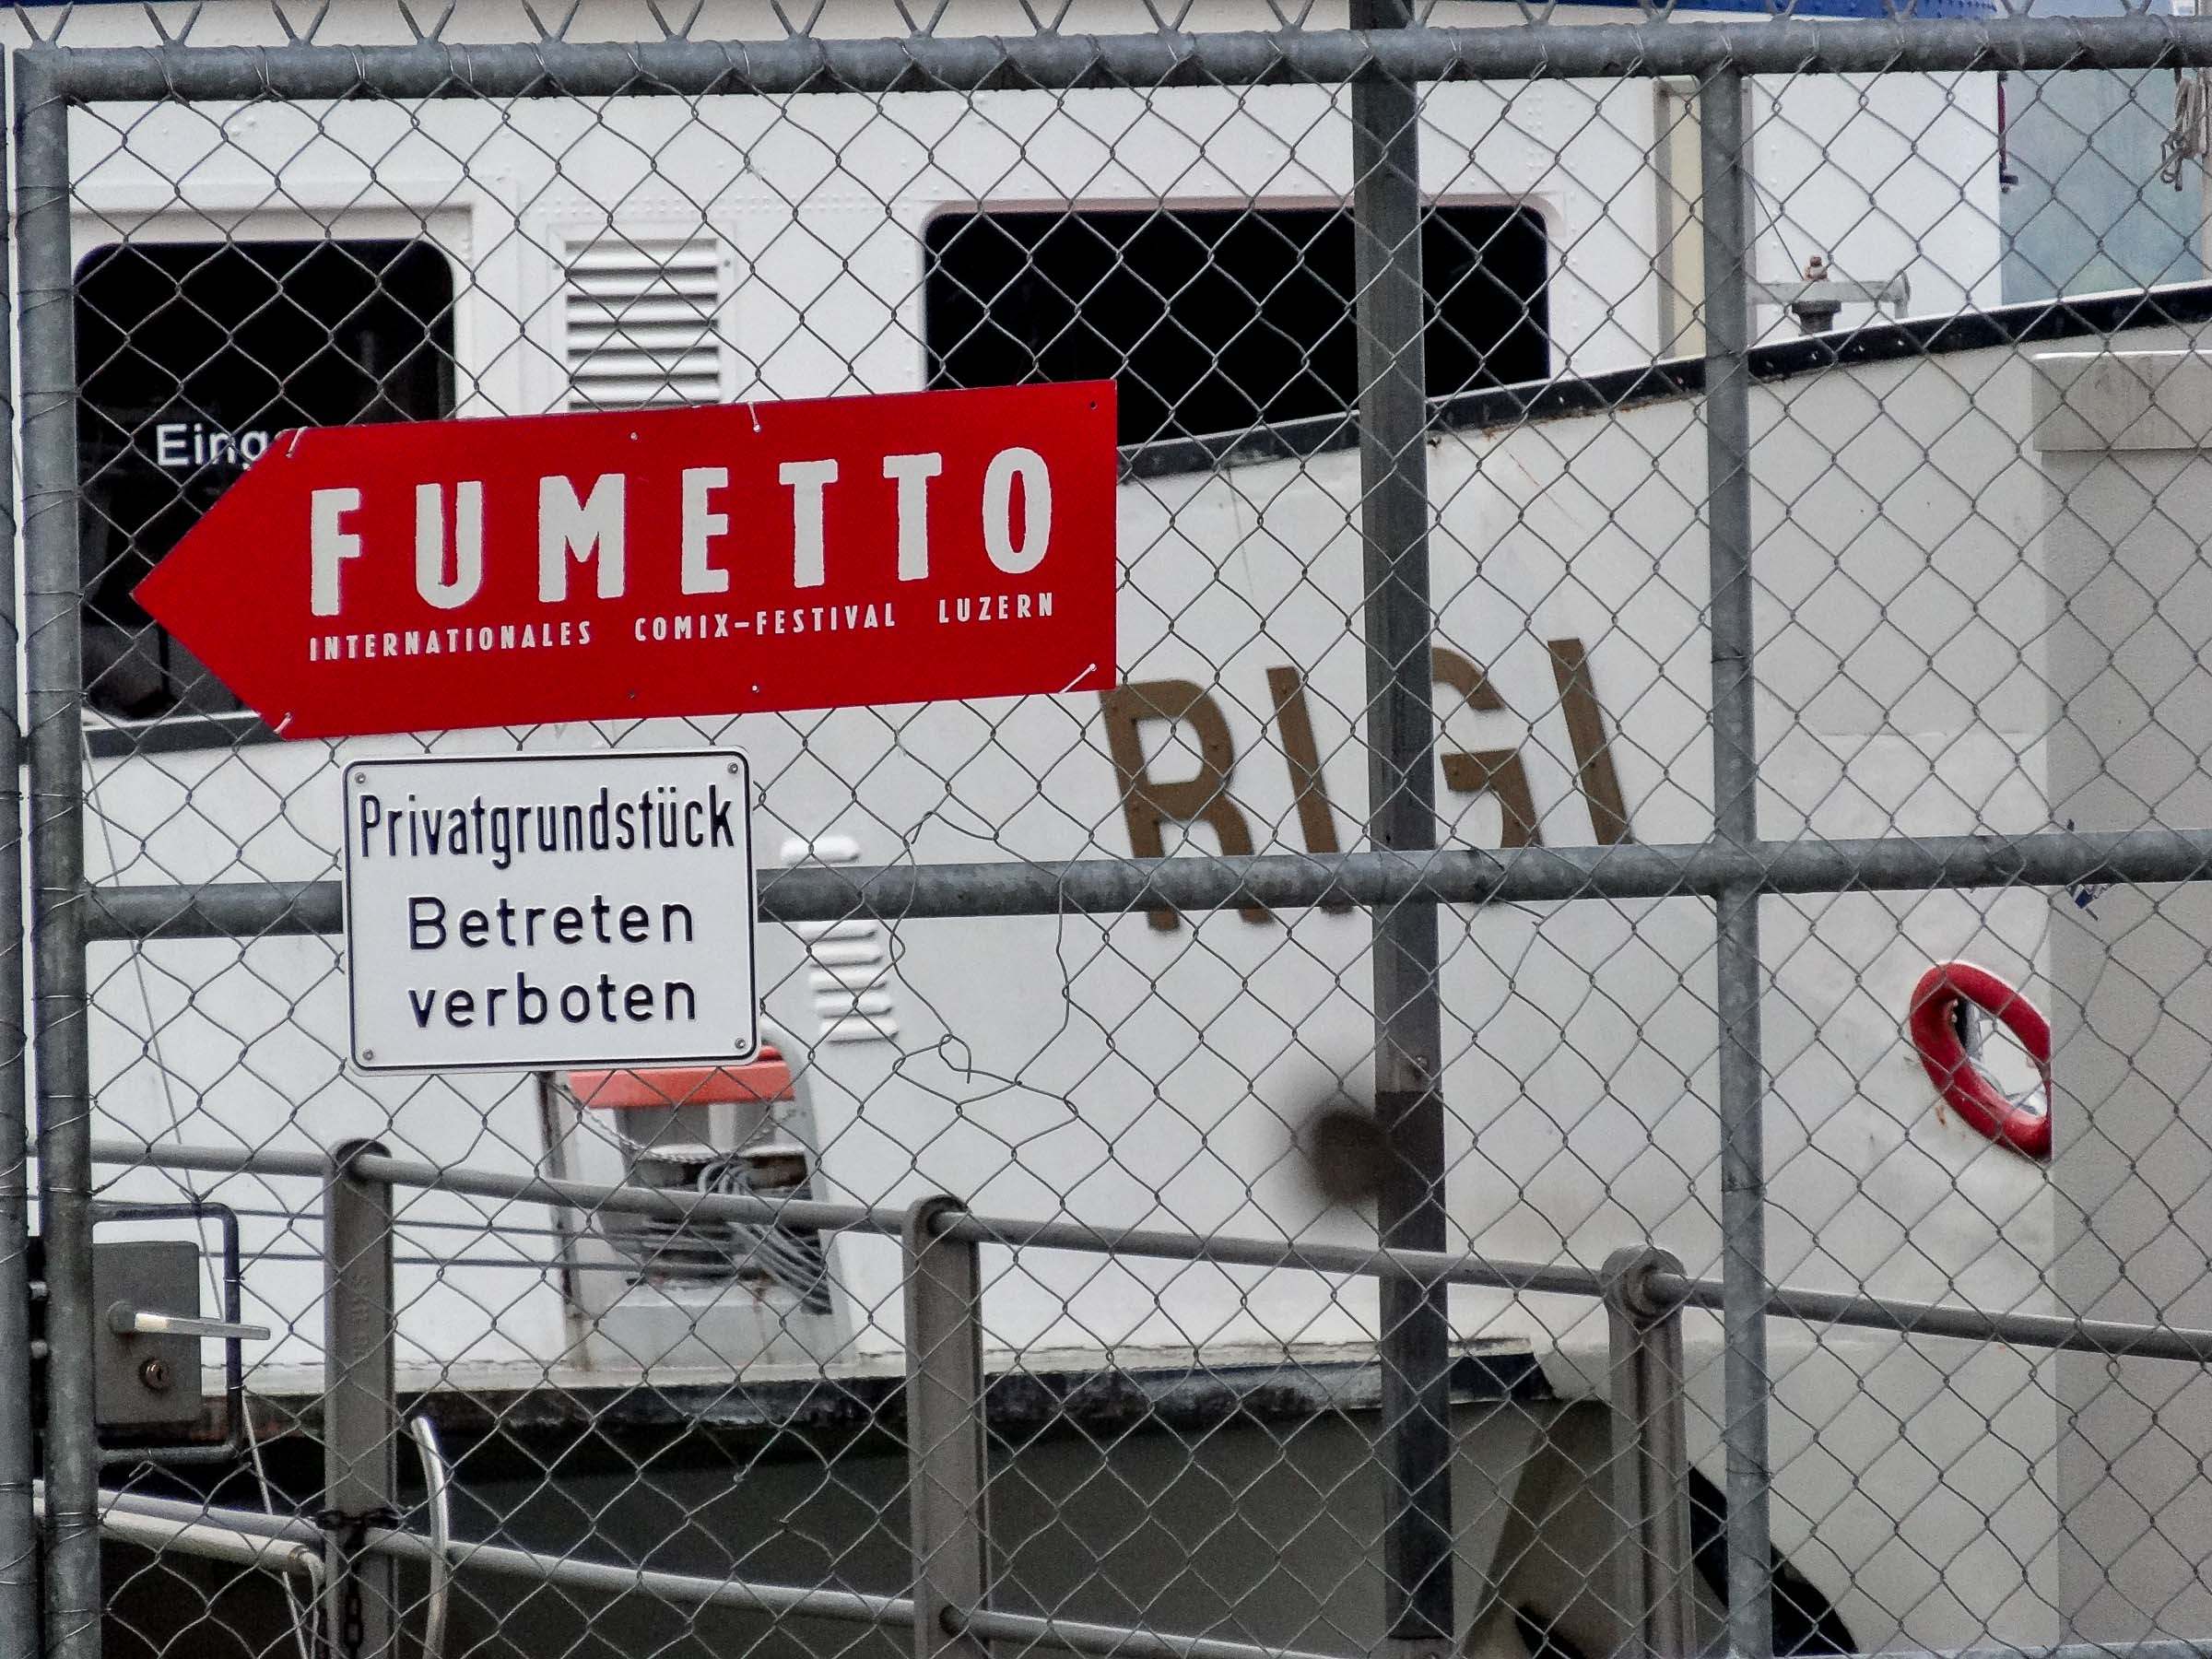 FUMETTO
INTERNATIONALES COMIX-FESTIVAL LUZERN
Privatgrundstück
Betreten
verboten
RIGI